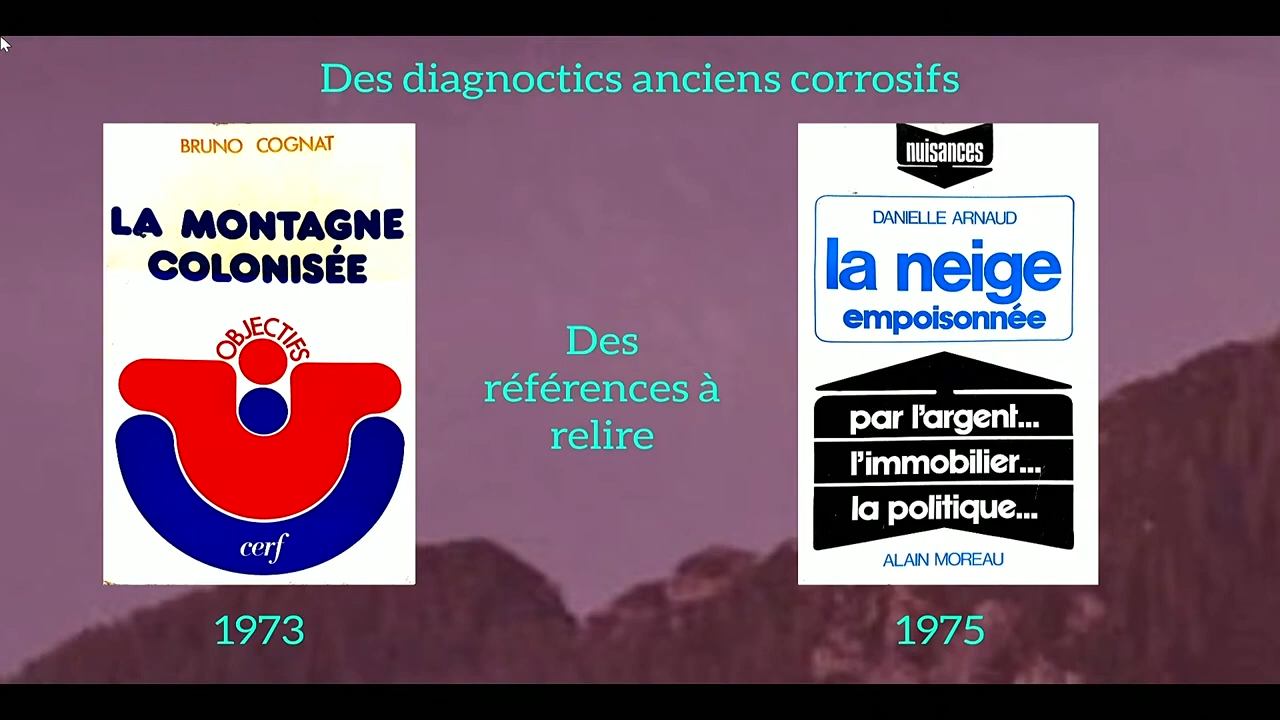 Des diagnoctics anciens corrosifs
BRUNO COGNAT
LA MONTAGNE
COLONISÉE
OBJECTIFS
cerf
1973
Des
références à
relire
nuisances
DANIELLE ARNAUD
la neige
empoisonnée
par l'argent...
l'immobilier...
la politique...
ALAIN MOREAU
1975